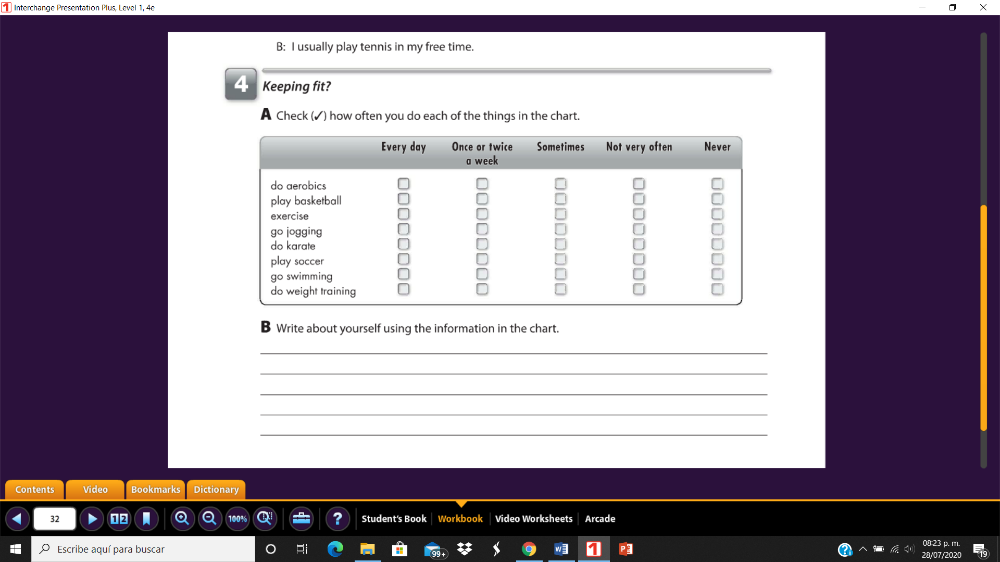 Interchange Presentation Plus, Level 1, 4e
B: I usually play tennis in my free time.
4
Keeping fit?
A Check (✓) how often you do each of the things in the chart.
Every day Once or twice a week Sometimes Not very often Never
do aerobics
play basketball
exercise
go jogging
do karate
play soccer
go swimming
do weight training
B Write about yourself using the information in the chart.
Contents Video Bookmarks Dictionary
32 12 100% ? Student's Book Workbook Video Worksheets Arcade
Escribe aquí para buscar
99+
08:23 p. m.
28/07/2020
19